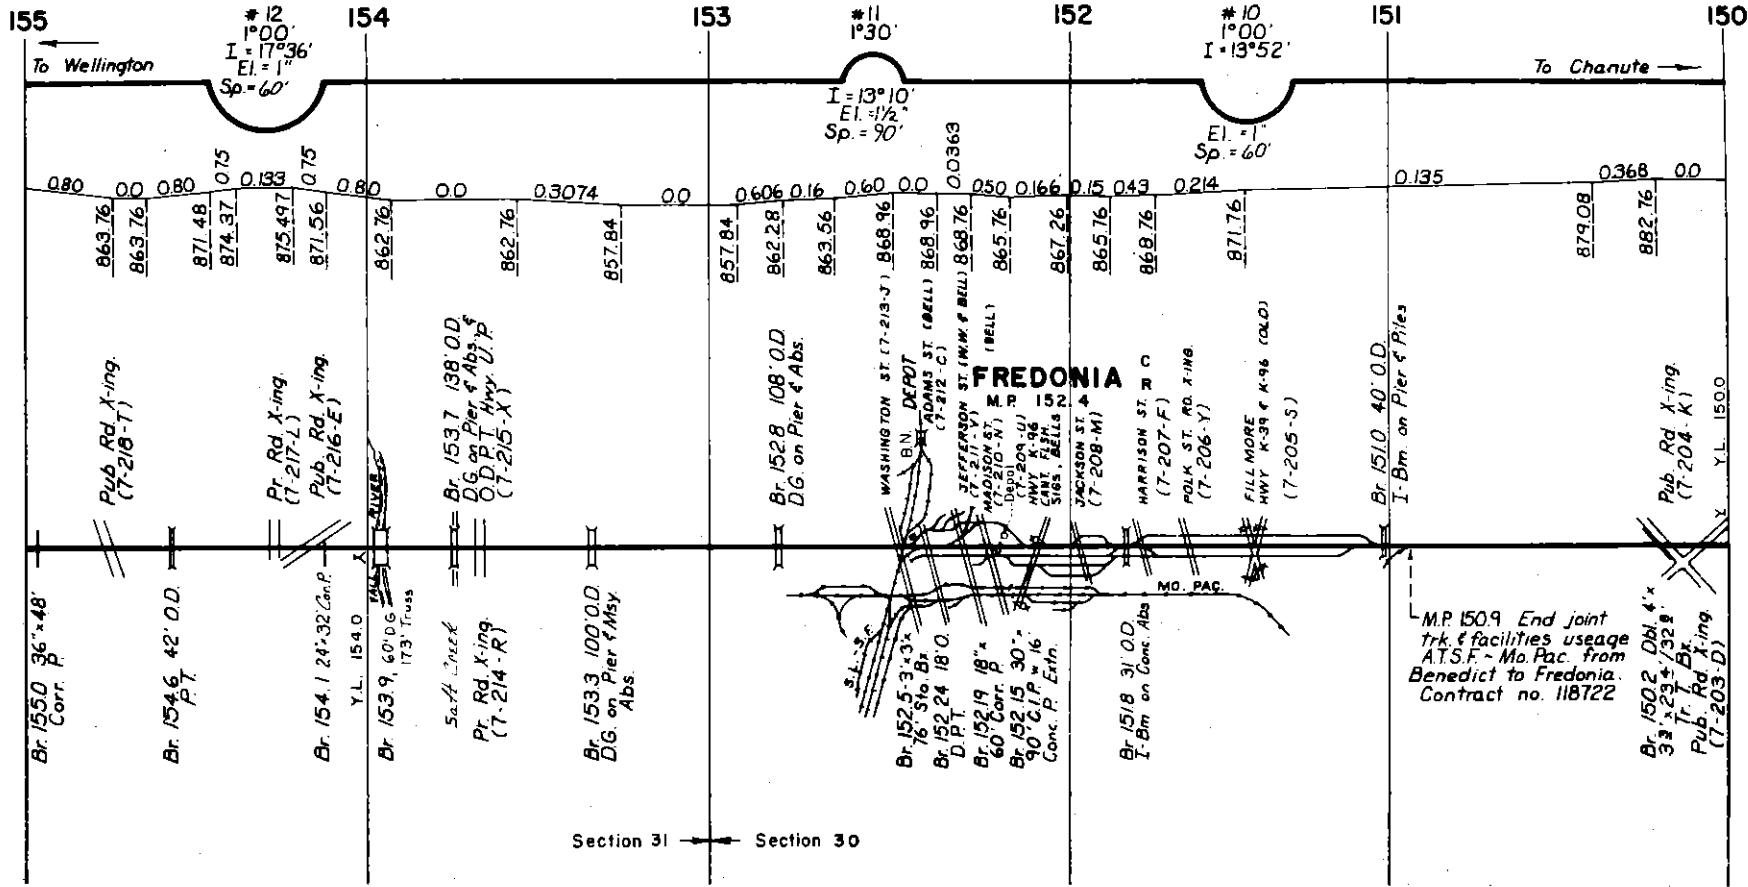 155
#12
1°00'
I = 17°36'
El. = 1"
Sp. = 60'
154
153
#11
1°30'
I = 13°10'
El. = 1½"
Sp. = 90'
152
#10
1°00'
I = 13°52'
El. = 1"
Sp. = 60'
151
150
To Wellington
To Chanute
0.80
0.0
0.80
0.75
0.133
0.75
0.80
0.0
0.3074
0.0
0.606
0.16
0.60
0.0
0.0363
.050
0.166
0.15
0.43
0.214
0.135
0.368
0.0
863.76
863.76
871.48
874.37
875.497
871.56
862.76
862.76
857.84
857.84
862.28
863.56
868.96
868.96
868.76
865.76
867.26
865.76
868.76
871.76
879.08
882.76
Pub. Rd. X-ing.
(7-218-T)
Pr. Rd. X-ing.
(7-217-L)
Pub. Rd. X-ing
(7-216-E)
FALL RIVER
Br. 153.7 138' O.D.
D.G. on Pier & Abs. &
O.D.P.T. Hwy. U.P.
(7-215-X)
Br. 152.8 108' O.D.
D.G. on Pier & Abs.
WASHINGTON ST. (7-213-J)
B.N. DEPOT
ADAMS ST. (BELL)
(7-212-C)
JEFFERSON ST. (W.W. & BELL)
(7-211-V)
MADISON ST. (BELL)
(7-210-N)
Depot
(7-209-U)
HWY K-96
CANT. FLSH.
SIGS, BELLS
FREDONIA
M.P. 152.4
C
R
JACKSON ST.
(7-208-M)
HARRISON ST.
(7-207-F)
POLK ST. RD. X-ING.
(7-206-Y)
FILLMORE
HWY K-39 & K-96 (OLD)
(7-205-S)
Br. 151.0 40' O.D.
I-Bm on Pier & Piles
Pub. Rd. X-ing.
(7-204-K)
Y.L. 150.0
Br. 155.0 36" x 48'
Corr. P.
Br. 154.6 42' O.D.
P.T.
Br. 154.1 24" x 32' Con. P.
Y.L. 154.0
Br. 153.9, 60' D.G.
173' Truss
Salt Creek
Pr. Rd. X-ing.
(7-214-R)
Br. 153.3 100' O.D.
D.G. on Pier & Msy.
Abs.
S.L.-S.F.
MO. PAC.
Br. 152.5 - 3' x 3' x
76' Sto. Bx.
Br. 152.24 18' O.
D.P.T.
Br. 152.19 18" x
60' Corr. P.
Br. 152.15 30" x
90' C.I.P. w 16'
Conc. P. Extn.
Br. 151.8 31' O.D.
I-Bm on Conc. Abs
M.P. 150.9 End joint
trk. & facilities useage
A.T.S.F. - Mo. Pac. from
Benedict to Fredonia.
Contract no. 118722
Br. 150.2 Dbl. 4' x
Tr. T. Bx.
Pub. Rd. X-ing
(7-203-D)
Section 31
Section 30